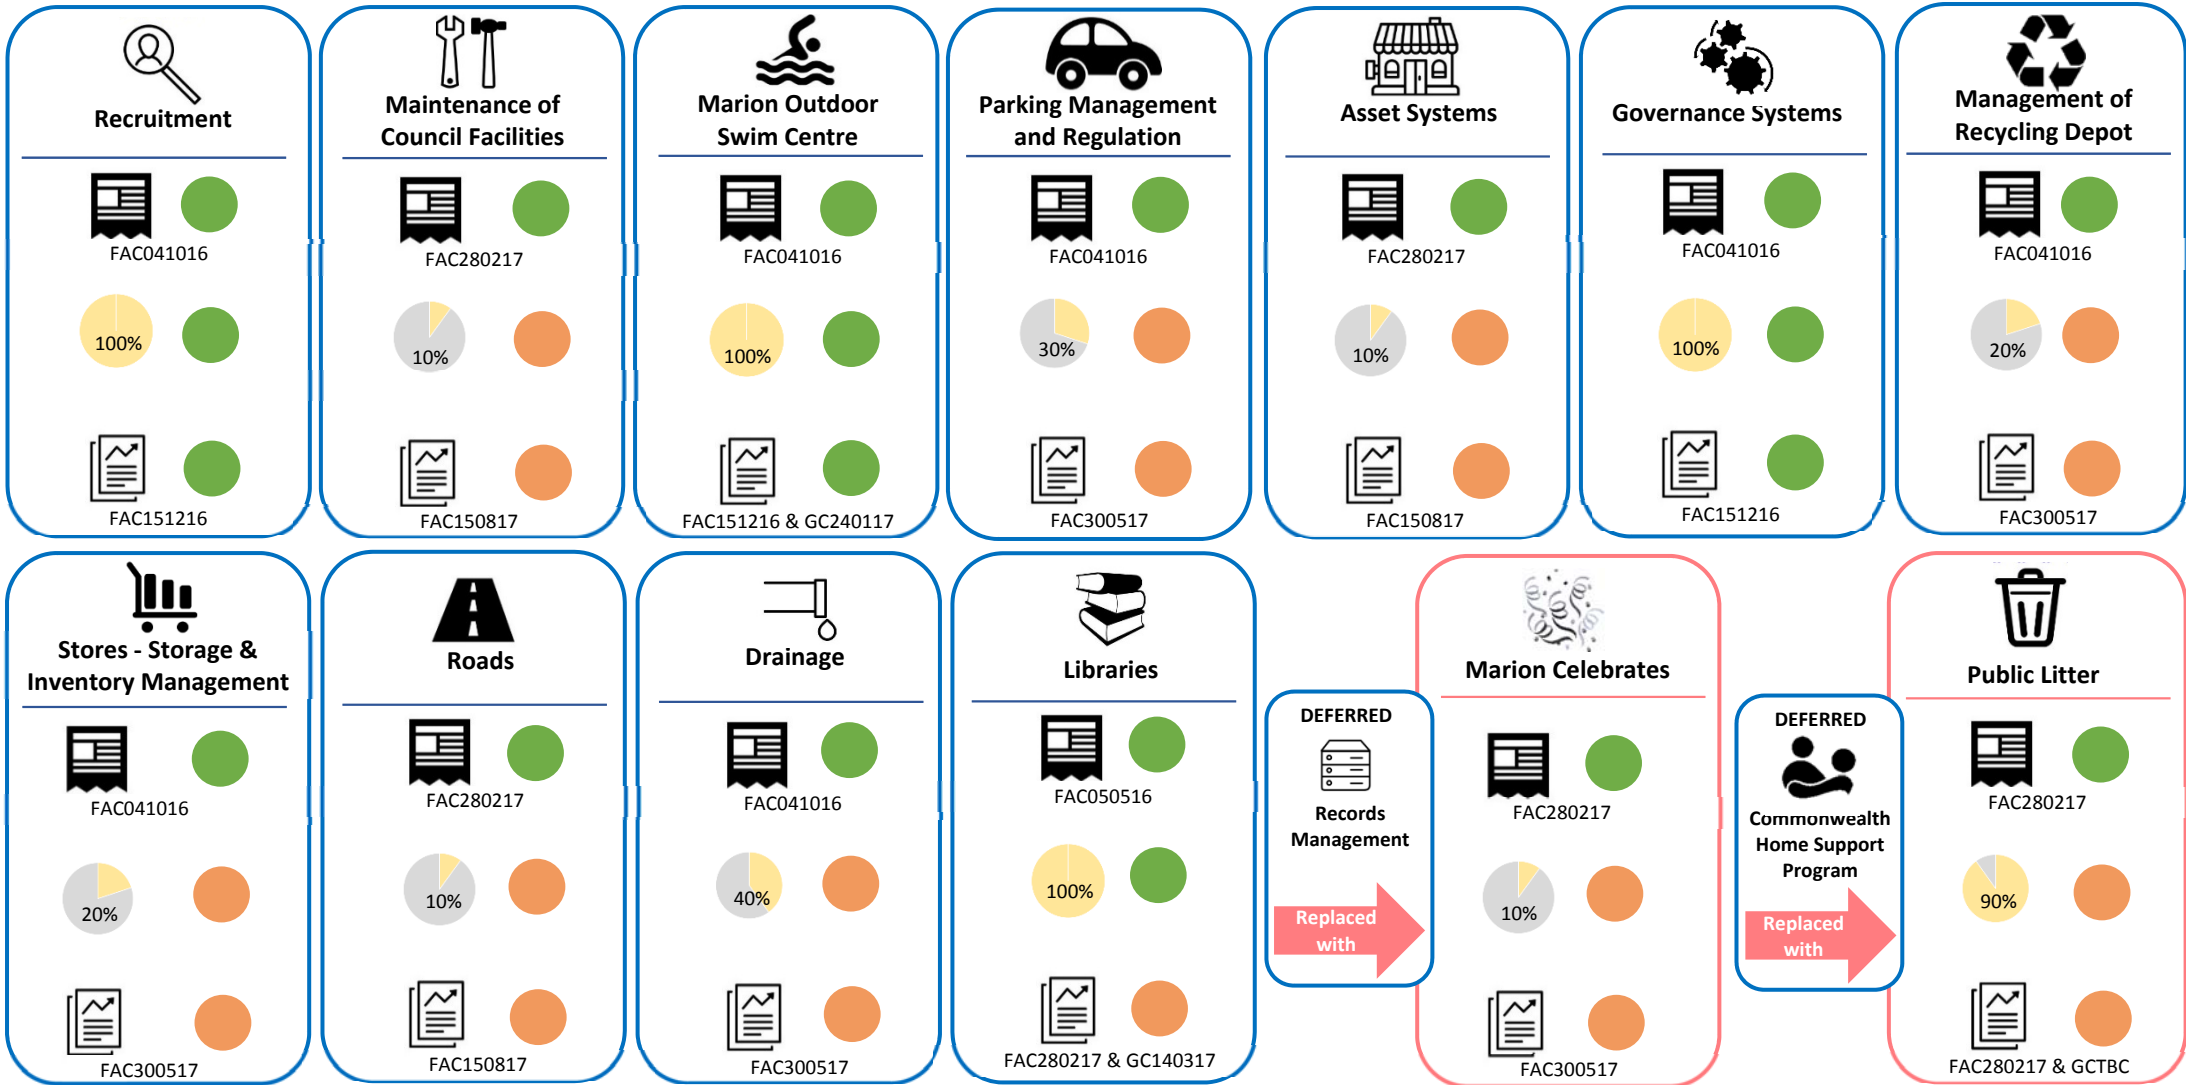 Recruitment
FAC041016
100%
FAC151216
Maintenance of
Council Facilities
FAC280217
10%
FAC150817
Marion Outdoor
Swim Centre
FAC041016
100%
FAC151216 & GC240117
Parking Management
and Regulation
FAC041016
30%
FAC300517
Asset Systems
FAC280217
10%
FAC150817
Governance Systems
FAC041016
100%
FAC151216
Management of
Recycling Depot
FAC041016
20%
FAC300517
Stores - Storage &
Inventory Management
FAC041016
20%
FAC300517
Roads
FAC280217
10%
FAC150817
Drainage
FAC041016
40%
FAC300517
Libraries
FAC050516
100%
FAC280217 & GC140317
DEFERRED
Records
Management
Replaced
with
Marion Celebrates
FAC280217
10%
FAC300517
DEFERRED
Commonwealth
Home Support
Program
Replaced
with
Public Litter
FAC280217
90%
FAC280217 & GCTBC